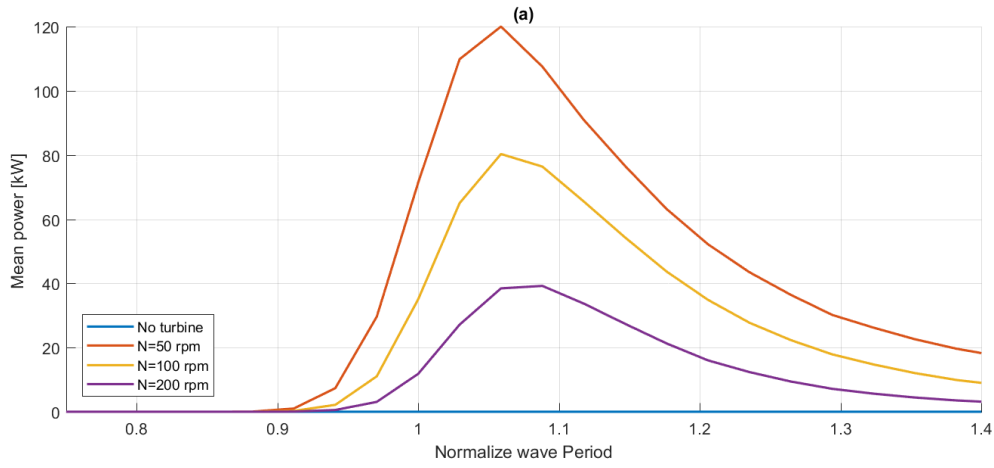 (a)
120
100
80
60
40
20
0
Mean power [kW]
No turbine
N=50 rpm
N=100 rpm
N=200 rpm
0.8 0.9 1 1.1 1.2 1.3 1.4
Normalize wave Period